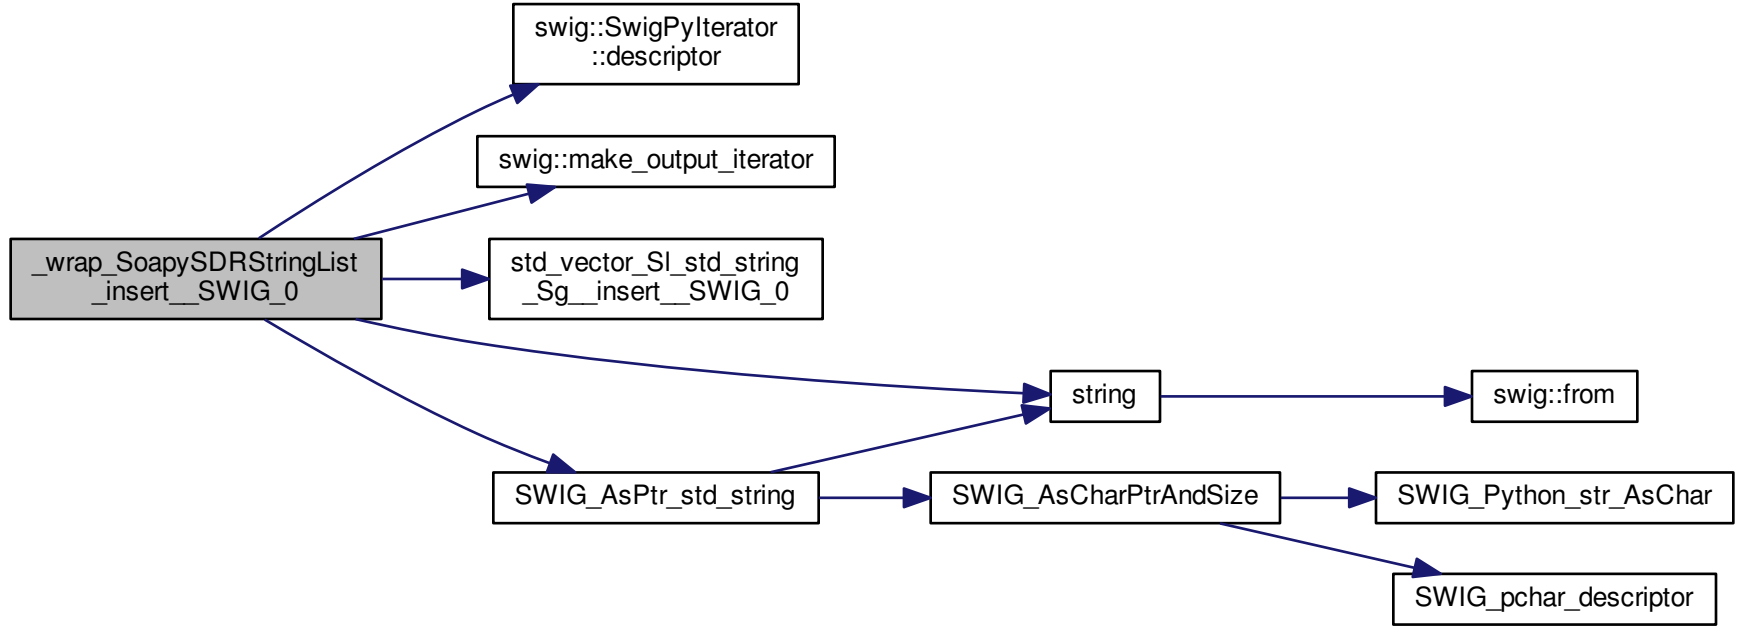 swig::SwigPyIterator
::descriptor
swig::make_output_iterator
_wrap_SoapySDRStringList
_insert__SWIG_0
std_vector_Sl_std_string
_Sg__insert__SWIG_0
string
swig::from
SWIG_AsPtr_std_string
SWIG_AsCharPtrAndSize
SWIG_Python_str_AsChar
SWIG_pchar_descriptor